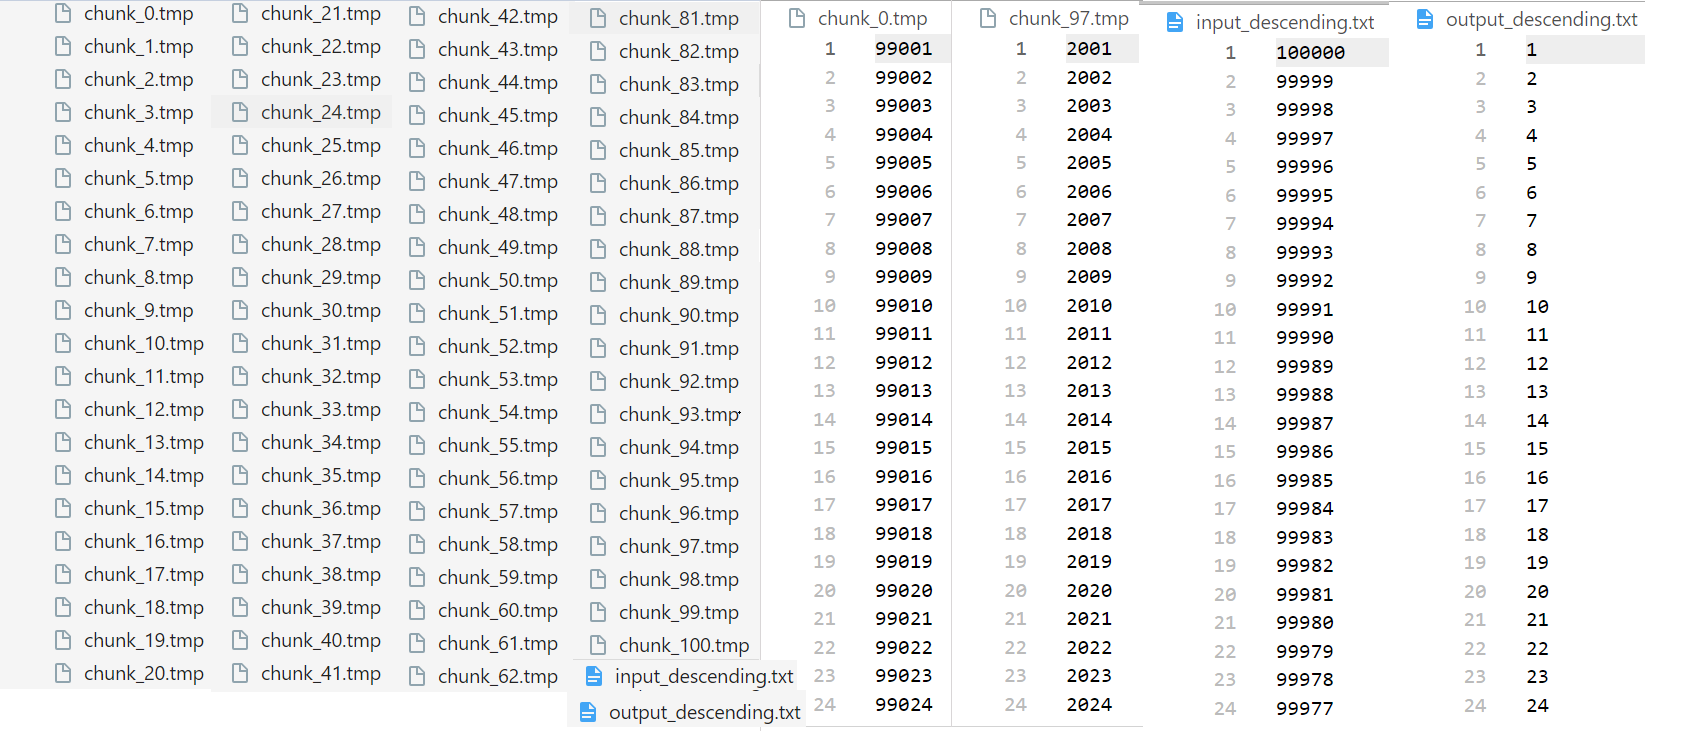 chunk_0.tmp
chunk_1.tmp
chunk_2.tmp
chunk_3.tmp
chunk_4.tmp
chunk_5.tmp
chunk_6.tmp
chunk_7.tmp
chunk_8.tmp
chunk_9.tmp
chunk_10.tmp
chunk_11.tmp
chunk_12.tmp
chunk_13.tmp
chunk_14.tmp
chunk_15.tmp
chunk_16.tmp
chunk_17.tmp
chunk_18.tmp
chunk_19.tmp
chunk_20.tmp
chunk_21.tmp
chunk_22.tmp
chunk_23.tmp
chunk_24.tmp
chunk_25.tmp
chunk_26.tmp
chunk_27.tmp
chunk_28.tmp
chunk_29.tmp
chunk_30.tmp
chunk_31.tmp
chunk_32.tmp
chunk_33.tmp
chunk_34.tmp
chunk_35.tmp
chunk_36.tmp
chunk_37.tmp
chunk_38.tmp
chunk_39.tmp
chunk_40.tmp
chunk_41.tmp
chunk_42.tmp
chunk_43.tmp
chunk_44.tmp
chunk_45.tmp
chunk_46.tmp
chunk_47.tmp
chunk_48.tmp
chunk_49.tmp
chunk_50.tmp
chunk_51.tmp
chunk_52.tmp
chunk_53.tmp
chunk_54.tmp
chunk_55.tmp
chunk_56.tmp
chunk_57.tmp
chunk_58.tmp
chunk_59.tmp
chunk_60.tmp
chunk_61.tmp
chunk_62.tmp
chunk_81.tmp
chunk_82.tmp
chunk_83.tmp
chunk_84.tmp
chunk_85.tmp
chunk_86.tmp
chunk_87.tmp
chunk_88.tmp
chunk_89.tmp
chunk_90.tmp
chunk_91.tmp
chunk_92.tmp
chunk_93.tmp
chunk_94.tmp
chunk_95.tmp
chunk_96.tmp
chunk_97.tmp
chunk_98.tmp
chunk_99.tmp
chunk_100.tmp
input_descending.txt
output_descending.txt
chunk_0.tmp
1 99001
2 99002
3 99003
4 99004
5 99005
6 99006
7 99007
8 99008
9 99009
10 99010
11 99011
12 99012
13 99013
14 99014
15 99015
16 99016
17 99017
18 99018
19 99019
20 99020
21 99021
22 99022
23 99023
24 99024
chunk_97.tmp
1 2001
2 2002
3 2003
4 2004
5 2005
6 2006
7 2007
8 2008
9 2009
10 2010
11 2011
12 2012
13 2013
14 2014
15 2015
16 2016
17 2017
18 2018
19 2019
20 2020
21 2021
22 2022
23 2023
24 2024
input_descending.txt
1 100000
2 99999
3 99998
4 99997
5 99996
6 99995
7 99994
8 99993
9 99992
10 99991
11 99990
12 99989
13 99988
14 99987
15 99986
16 99985
17 99984
18 99983
19 99982
20 99981
21 99980
22 99979
23 99978
24 99977
output_descending.txt
1 1
2 2
3 3
4 4
5 5
6 6
7 7
8 8
9 9
10 10
11 11
12 12
13 13
14 14
15 15
16 16
17 17
18 18
19 19
20 20
21 21
22 22
23 23
24 24